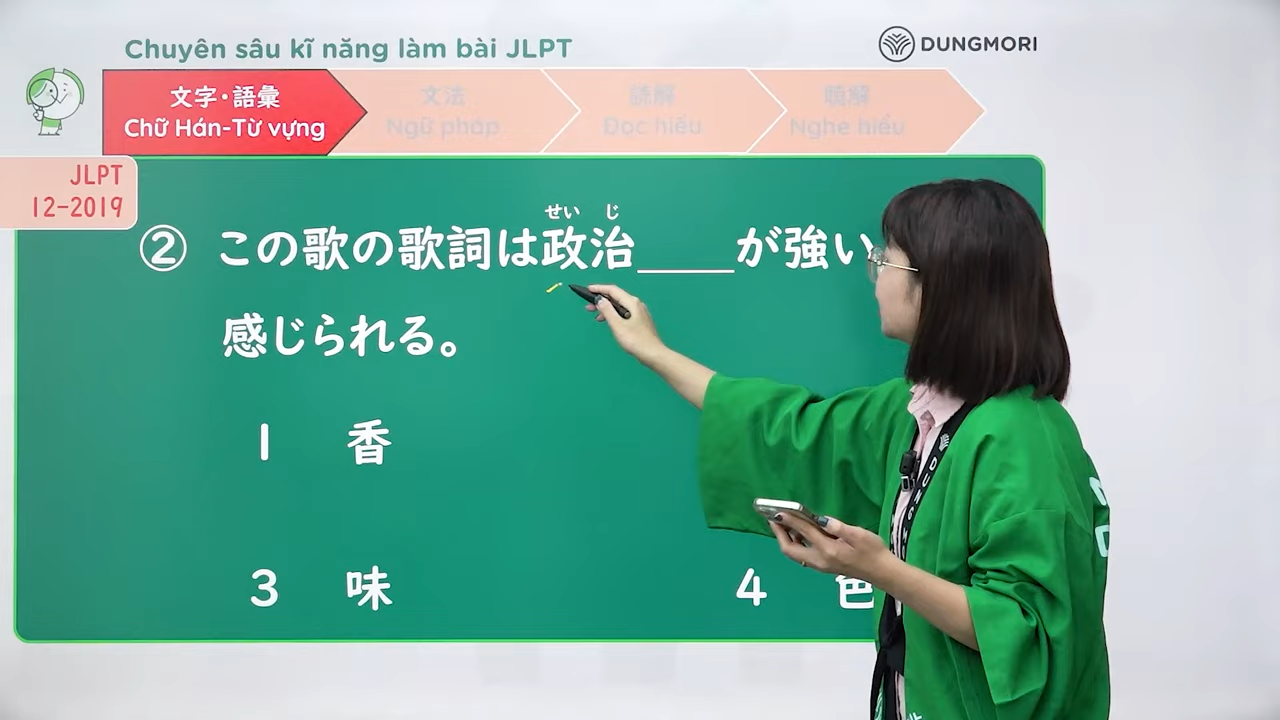 Chuyên sâu kĩ năng làm bài JLPT
DUNGMORI
文字・語彙
Chữ Hán-Từ vựng
文法
Ngữ pháp
読解
Đọc hiểu
聴解
Nghe hiểu
JLPT
12-2019
せい じ
② この歌の歌詞は政治____が強い
感じられる。
1 香
3 味
4 色
DUNGM